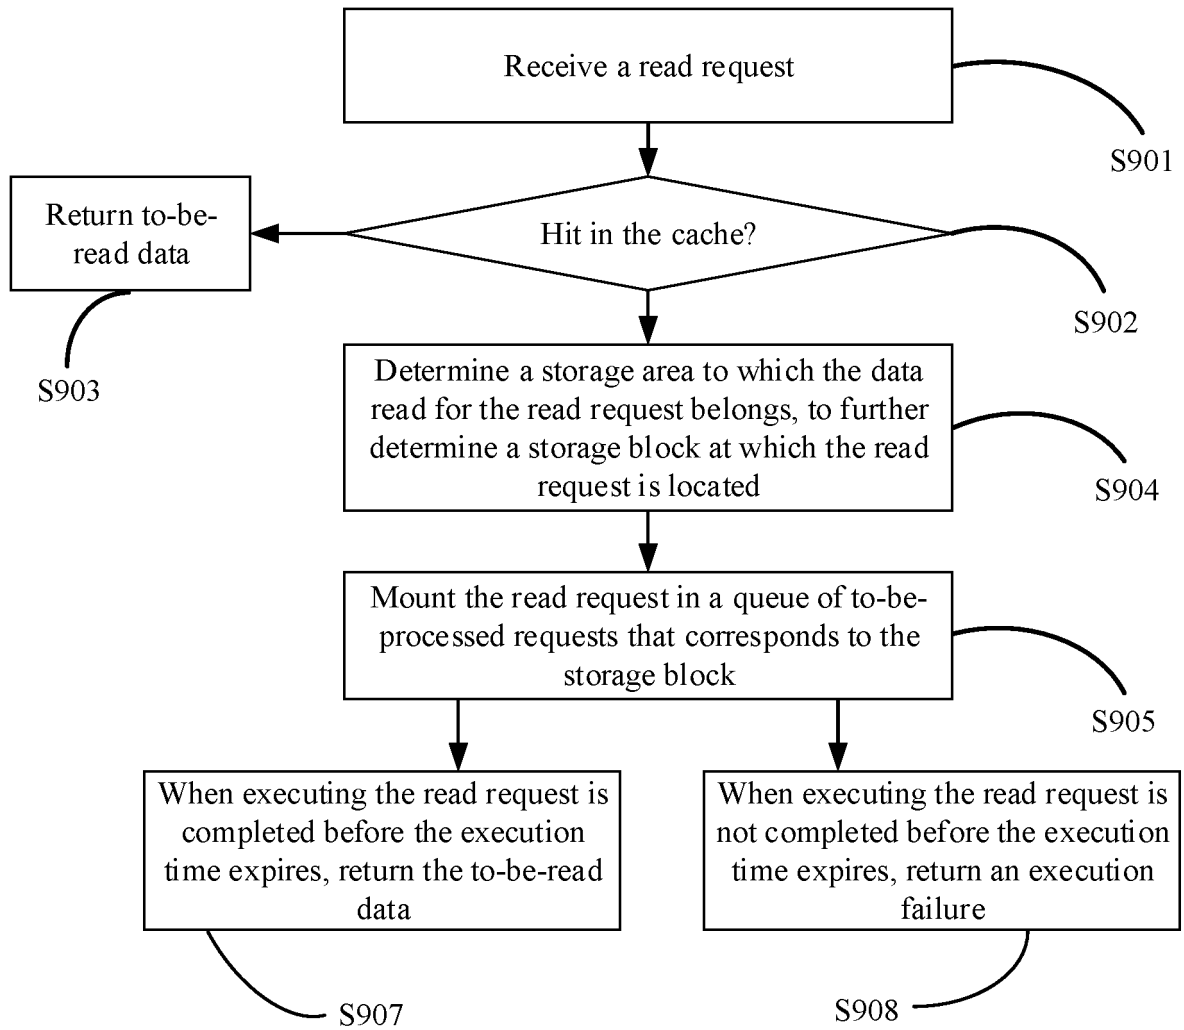 Receive a read request
S901
Return to-be-
read data
Hit in the cache?
S902
S903
Determine a storage area to which the data
read for the read request belongs, to further
determine a storage block at which the read
request is located
S904
Mount the read request in a queue of to-be-
processed requests that corresponds to the
storage block
S905
When executing the read request is
completed before the execution
time expires, return the to-be-read
data
When executing the read request is
not completed before the execution
time expires, return an execution
failure
S907
S908